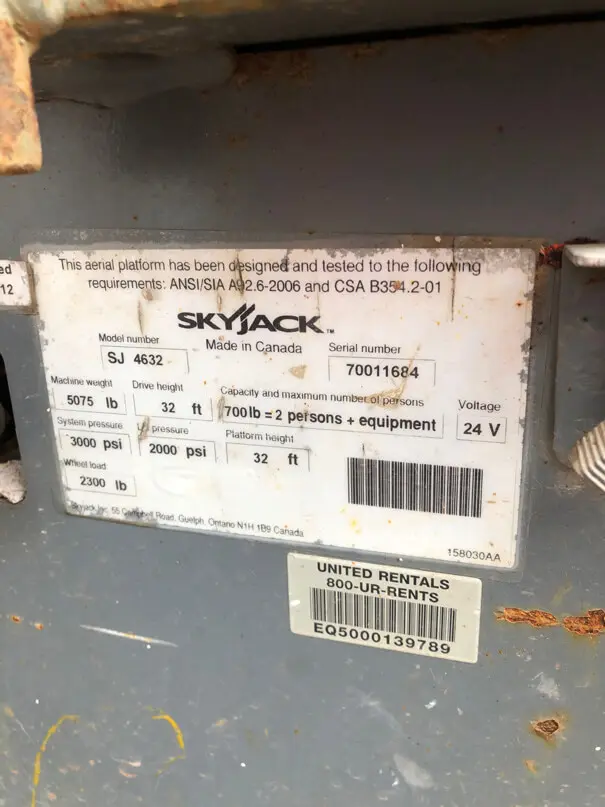 ed
12
This aerial platform has been designed and tested to the following
requirements: ANSI/SIA A92.6-2006 and CSA B354.2-01
SKYJACK™
Made in Canada
Model number
SJ 4632
Serial number
70011684
Machine weight
5075 lb
Drive height
32 ft
Capacity and maximum number of persons
700lb = 2 persons + equipment
Voltage
24 V
System pressure
3000 psi
Lift pressure
2000 psi
Platform height
32 ft
Wheel load
2300 lb
Skyjack Inc. 55 Campbell Road, Guelph, Ontario N1H 1B9 Canada
158030AA
UNITED RENTALS
800-UR-RENTS
EQ5000139789